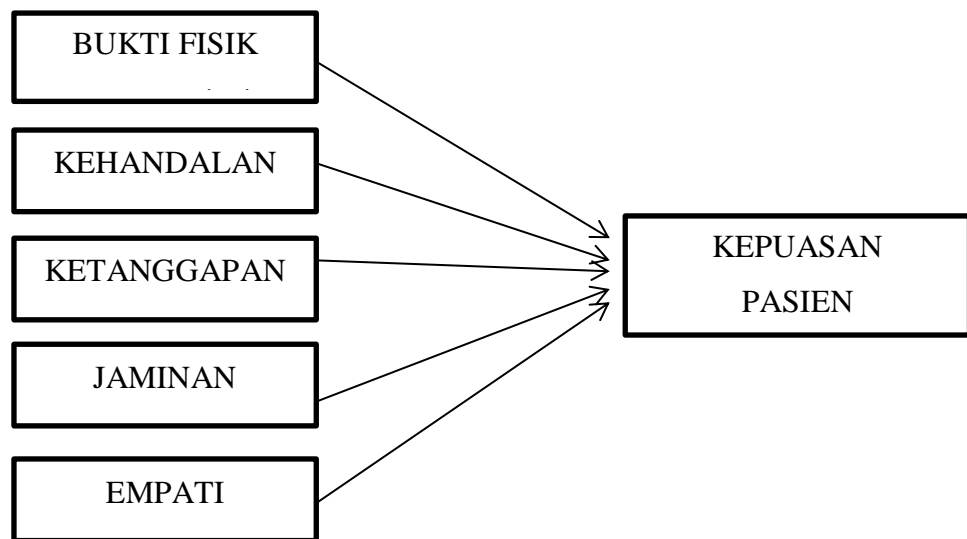 BUKTI FISIK
KEHANDALAN
KETANGGAPAN
JAMINAN
EMPATI
KEPUASAN
PASIEN